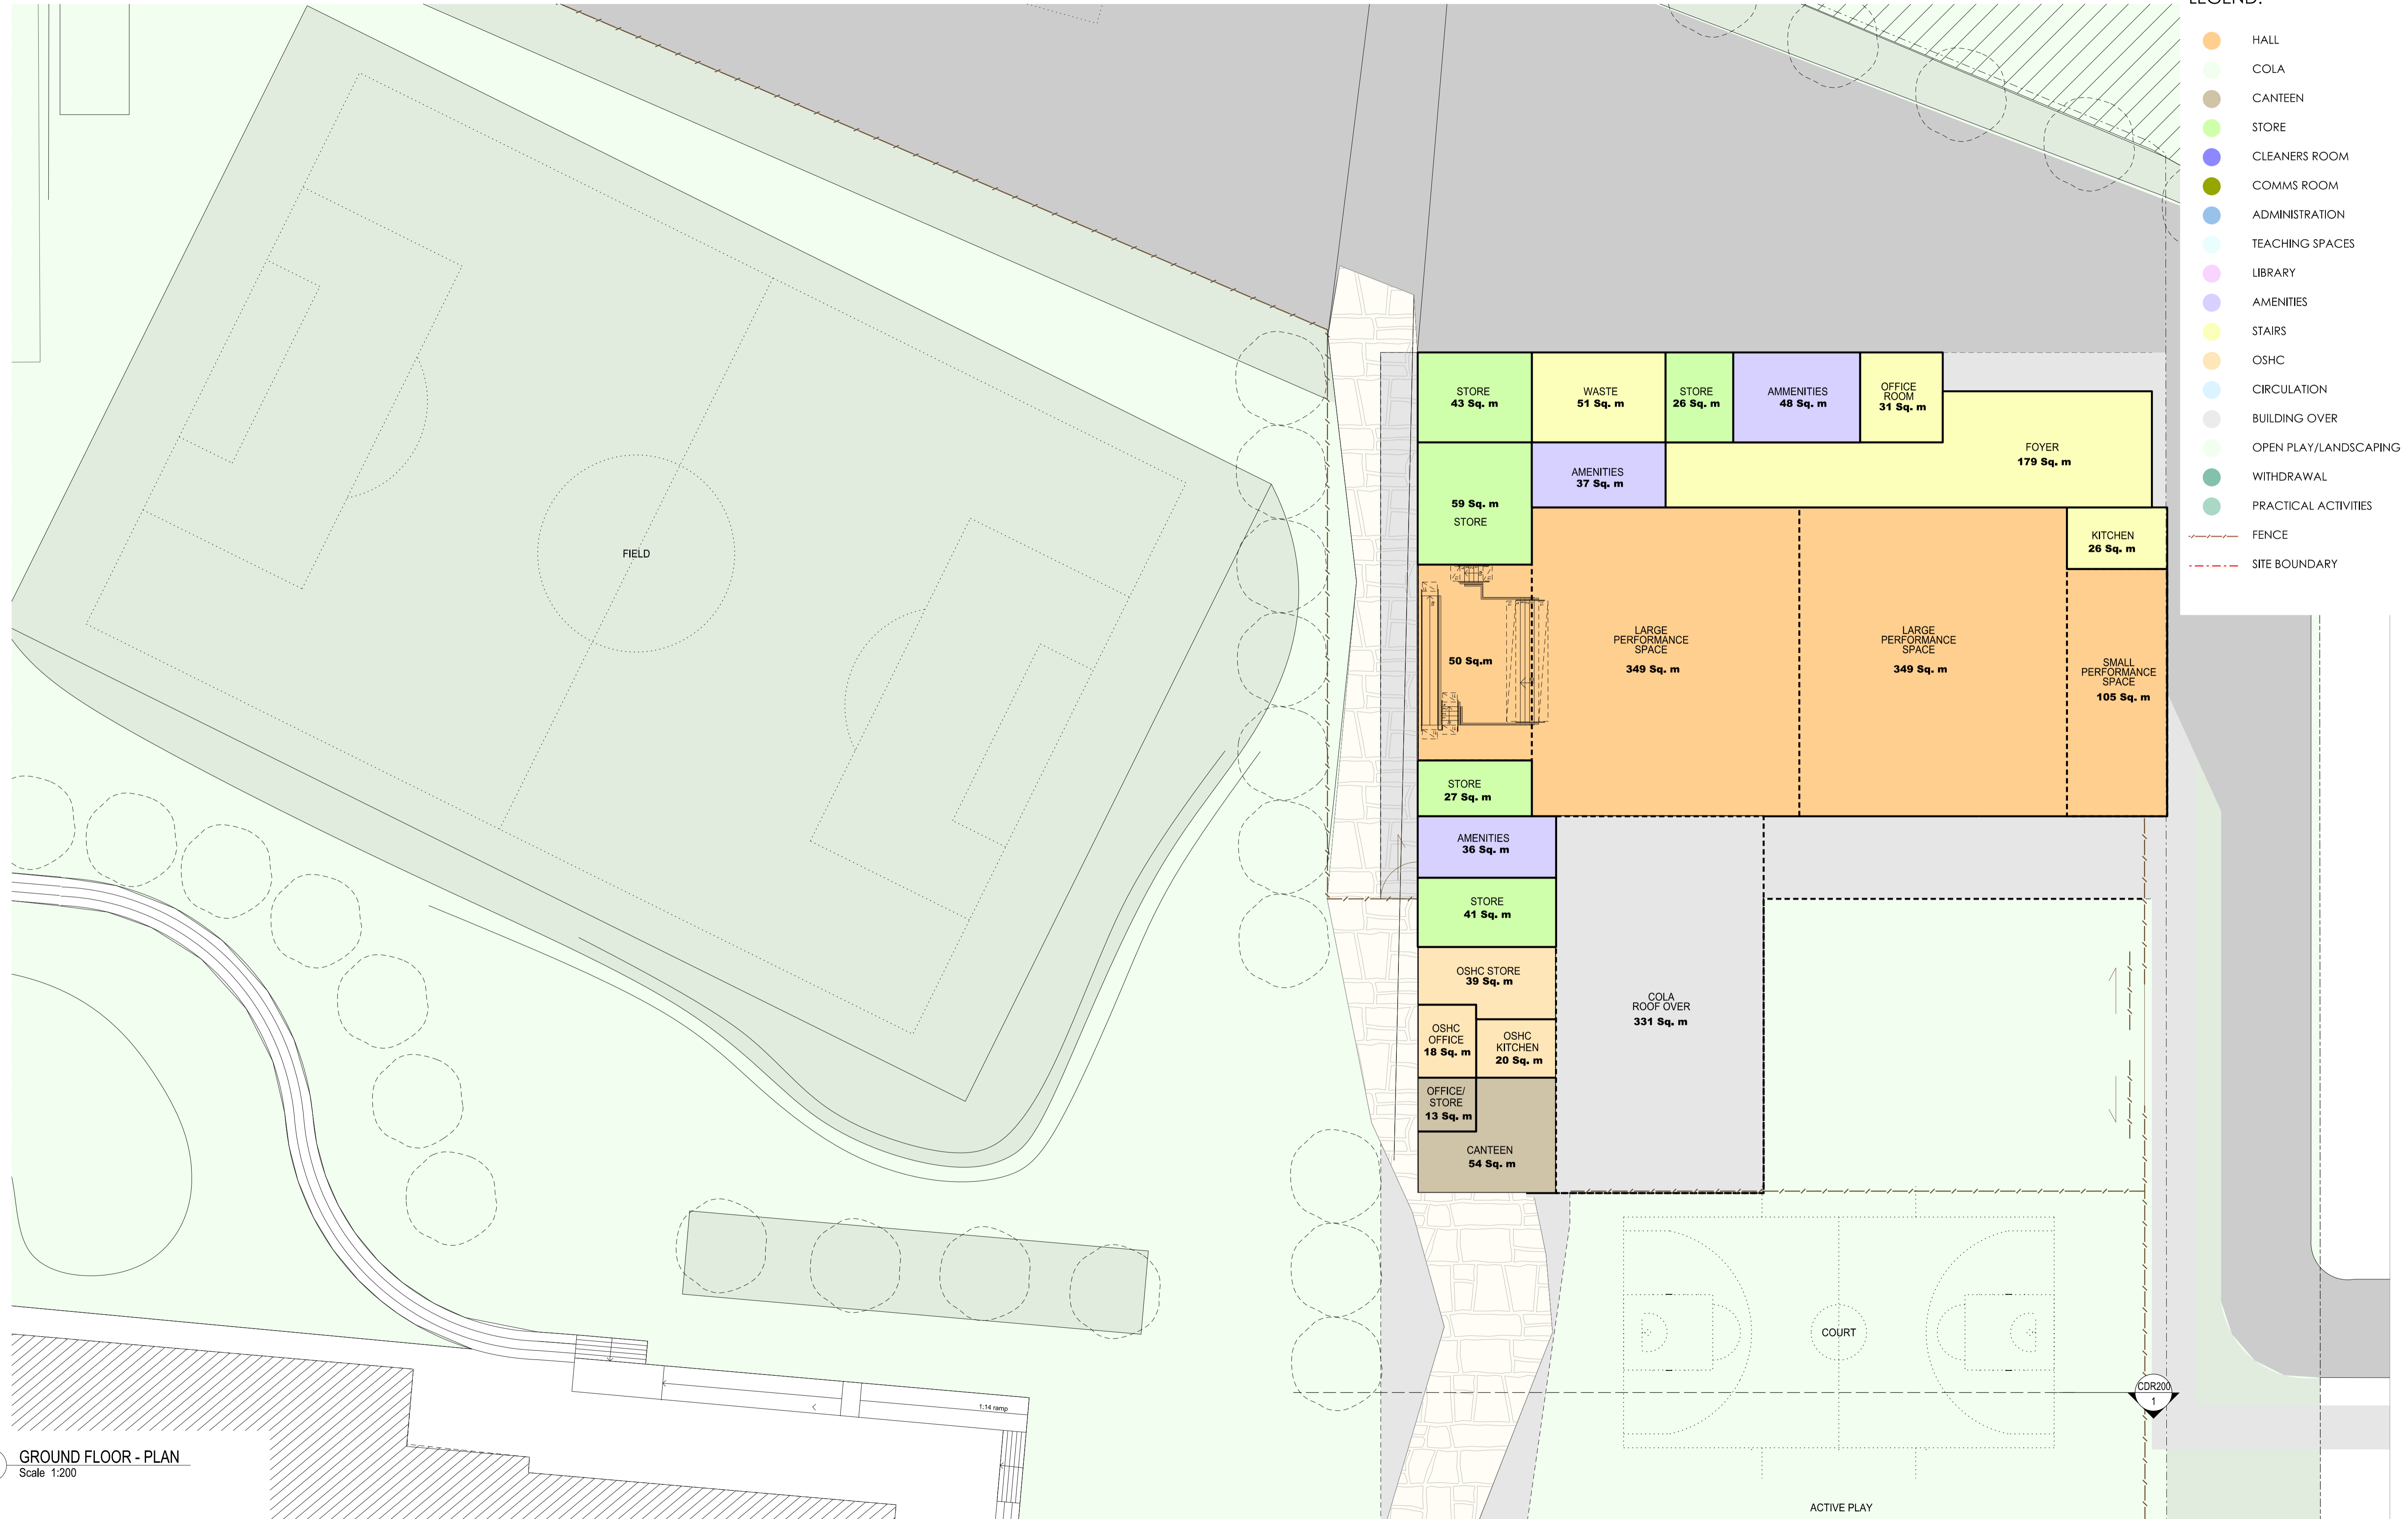 LEGEND:
HALL
COLA
CANTEEN
STORE
CLEANERS ROOM
COMMS ROOM
ADMINISTRATION
TEACHING SPACES
LIBRARY
AMENITIES
STAIRS
OSHC
CIRCULATION
BUILDING OVER
OPEN PLAY/LANDSCAPING
WITHDRAWAL
PRACTICAL ACTIVITIES
FENCE
SITE BOUNDARY
STORE
43 Sq. m
WASTE
51 Sq. m
STORE
26 Sq. m
AMMENITIES
48 Sq. m
OFFICE
ROOM
31 Sq. m
FOYER
179 Sq. m
AMENITIES
37 Sq. m
59 Sq. m
STORE
KITCHEN
26 Sq. m
FIELD
50 Sq.m
LARGE
PERFORMANCE
SPACE
349 Sq. m
LARGE
PERFORMANCE
SPACE
349 Sq. m
SMALL
PERFORMANCE
SPACE
105 Sq. m
STORE
27 Sq. m
AMENITIES
36 Sq. m
STORE
41 Sq. m
OSHC STORE
39 Sq. m
OSHC
OFFICE
18 Sq. m
OSHC
KITCHEN
20 Sq. m
COLA
ROOF OVER
331 Sq. m
OFFICE/
STORE
13 Sq. m
CANTEEN
54 Sq. m
COURT
CDR200
1
1:14 ramp
ACTIVE PLAY
GROUND FLOOR - PLAN
Scale 1:200